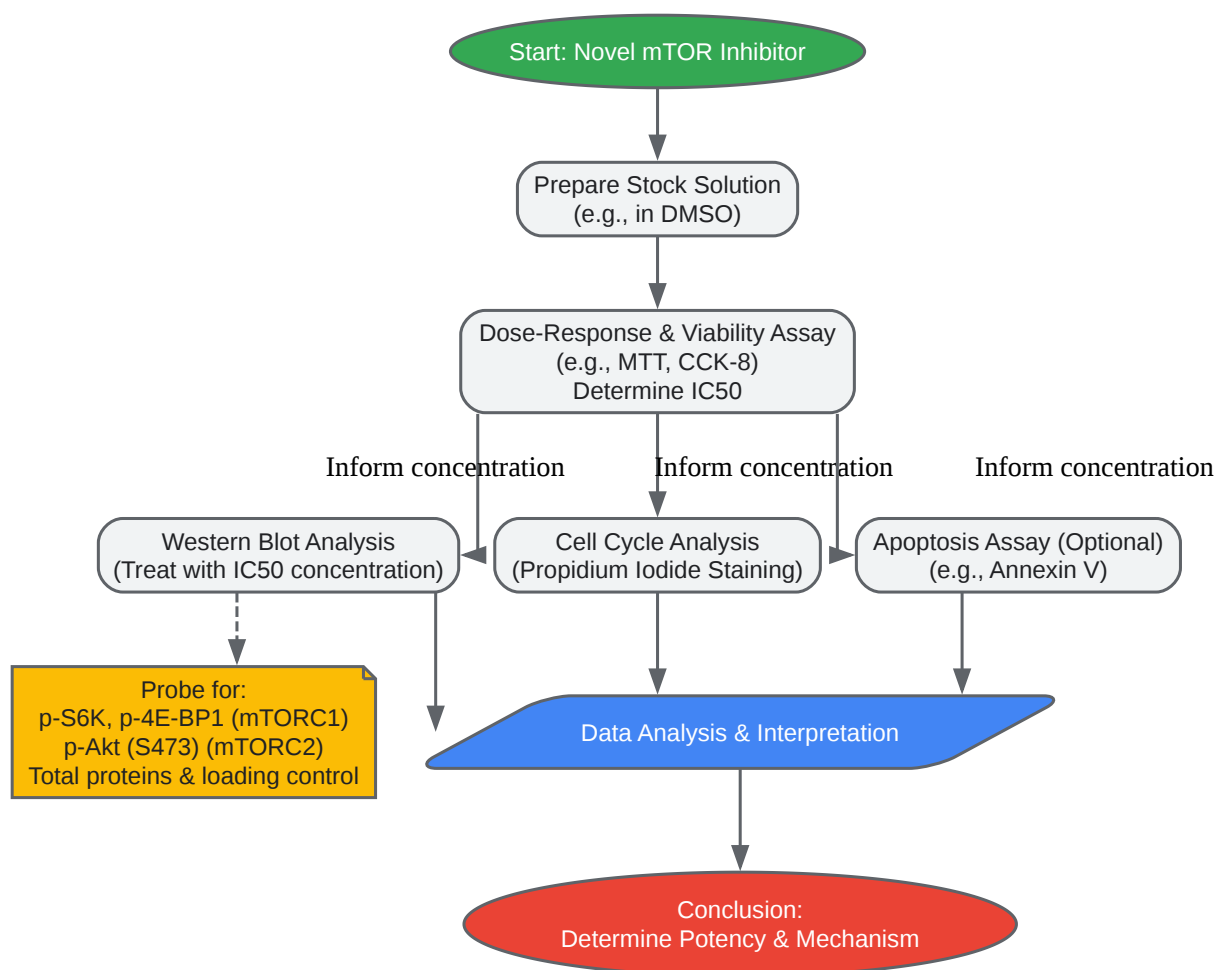 Start: Novel mTOR Inhibitor
Prepare Stock Solution
(e.g., in DMSO)
Dose-Response & Viability Assay
(e.g., MTT, CCK-8)
Determine IC50
Inform concentration
Inform concentration
Inform concentration
Western Blot Analysis
(Treat with IC50 concentration)
Cell Cycle Analysis
(Propidium Iodide Staining)
Apoptosis Assay (Optional)
(e.g., Annexin V)
Probe for:
p-S6K, p-4E-BP1 (mTORC1)
p-Akt (S473) (mTORC2)
Total proteins & loading control
Data Analysis & Interpretation
Conclusion:
Determine Potency & Mechanism